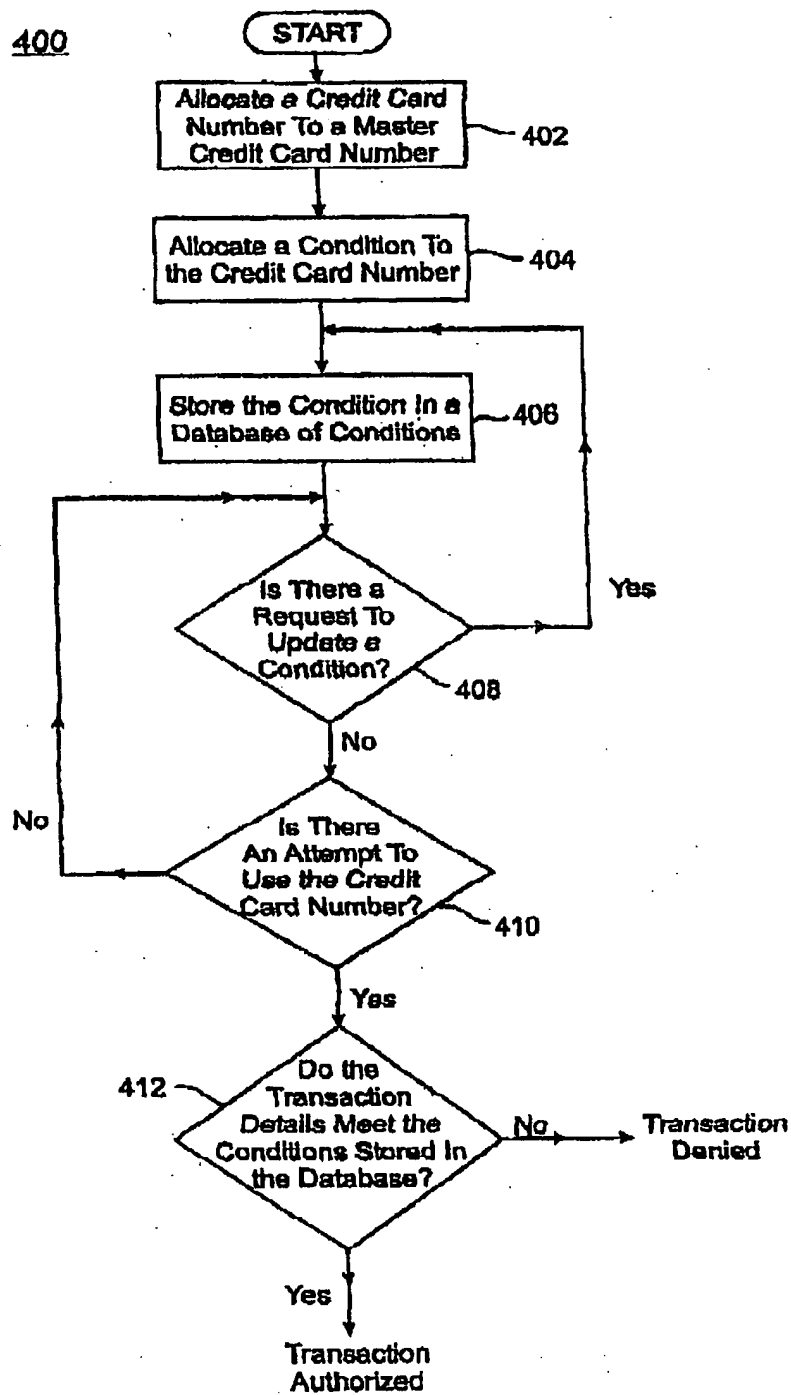 400
START
Allocate a Credit Card
Number To a Master
Credit Card Number
402
Allocate a Condition To
the Credit Card Number
404
Store the Condition In a
Database of Conditions
406
Is There a
Request To
Update a
Condition?
408
Yes
No
Is There
An Attempt To
Use the Credit
Card Number?
410
No
Yes
412
Do the
Transaction
Details Meet the
Conditions Stored In
the Database?
No
Transaction
Denied
Yes
Transaction
Authorized